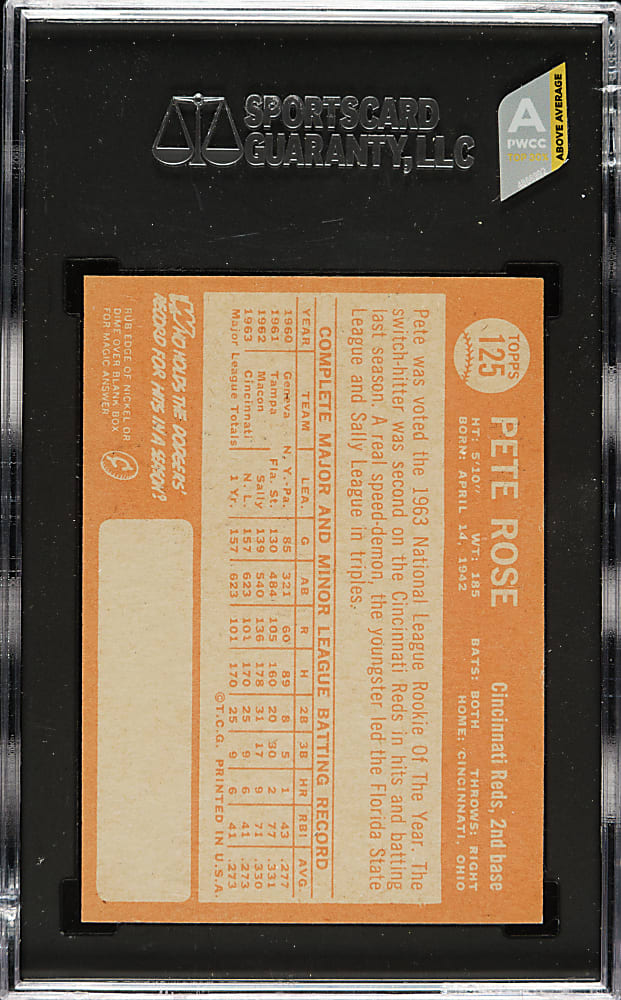 SPORTSCARD
GUARANTY, LLC
A
PWCC
ABOVE AVERAGE
TOPPS
125
PETE ROSE
Cincinnati Reds, 2nd base
HT: 5/10" WT: 185 BATS: BOTH THROWS: RIGHT
BORN: APRIL 14, 1942 HOME: CINCINNATI, OHIO
Pete was voted the 1963 National League Rookie Of The Year. The
switch-hitter was second on the Cincinnati Reds in hits and batting
last season. A real speed-demon, the youngster led the Florida State
League and Sally League in triples.
COMPLETE MAJOR AND MINOR LEAGUE BATTING RECORD
YEAR TEAM LEA. G AB R H 2B 3B HR RBI AVG.
1960 Geneva N. Y.-Pa. 85 321 60 89 8 5 1 43 .277
1961 Tampa Fla. St. 130 484 105 160 20 30 2 77 .331
1962 Macon Sally 139 540 136 178 31 17 9 71 .330
1963 Cincinnati N. L. 157 623 101 170 25 9 6 41 .273
Major League Totals 1 Yr. 157 623 101 170 25 9 6 41 .273
©T.C.G. PRINTED IN U.S.A.
WHO HOLDS THE DODGERS'
RECORD FOR HITS IN A SEASON?
RUB EDGE OF NICKEL OR
DIME OVER BLANK BOX
FOR MAGIC ANSWER